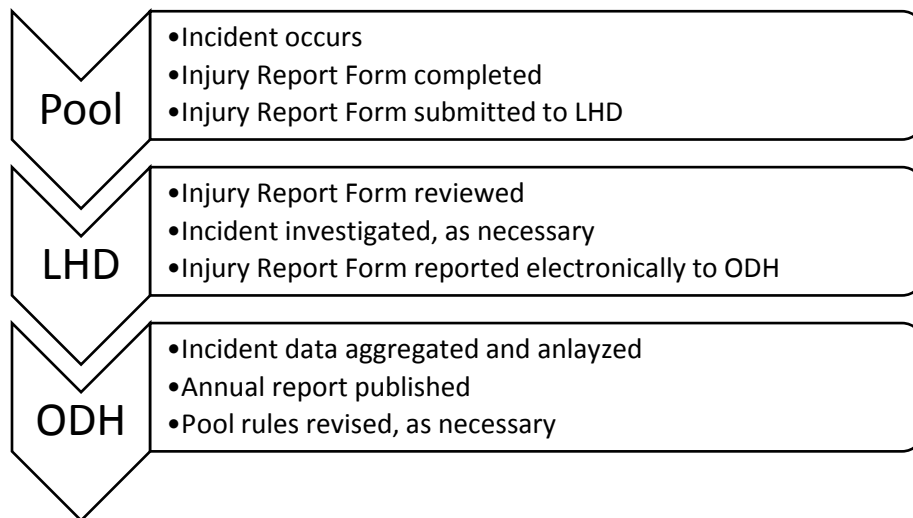 Pool
•Incident occurs
•Injury Report Form completed
•Injury Report Form submitted to LHD
LHD
•Injury Report Form reviewed
•Incident investigated, as necessary
•Injury Report Form reported electronically to ODH
ODH
•Incident data aggregated and anlayzed
•Annual report published
•Pool rules revised, as necessary